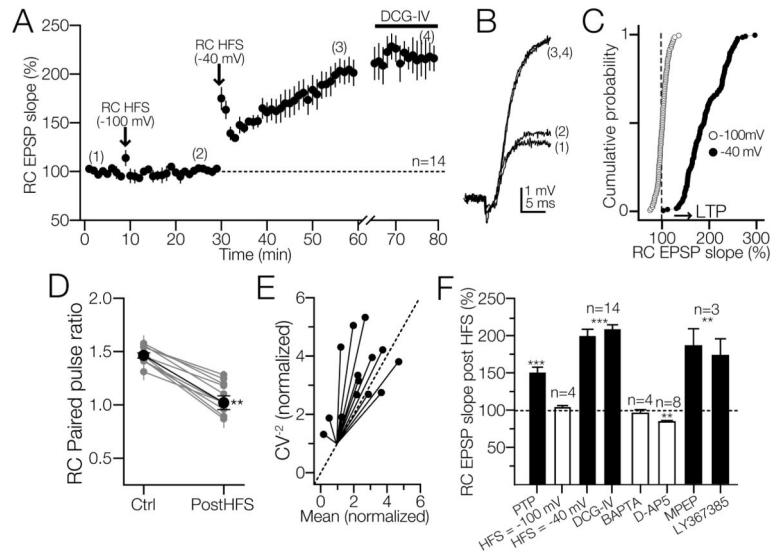 A
DCG-IV
250
RC HFS
(-40 mV)
(3)
(4)
200
RC HFS
(-100 mV)
150
(1)
(2)
100
n=14
50
0
10
20
30
40
50
60
70
80
Time (min)
RC EPSP slope (%)
B
(3,4)
(2)
(1)
1 mV
5 ms
C
1
0
Cumulative probability
-100mV
-40 mV
LTP
100
200
300
RC EPSP slope (%)
D
2.0
1.5
1.0
0.5
RC Paired pulse ratio
**
Ctrl
PostHFS
E
6
4
2
0
CV-2 (normalized)
0
2
4
6
Mean (normalized)
F
250
200
150
100
50
RC EPSP slope post HFS (%)
n=14
n=3
***
**
***
n=4
n=4
n=8
**
PTP
HFS = -100 mV
HFS = -40 mV
DCG-IV
BAPTA
D-AP5
MPEP
LY367385